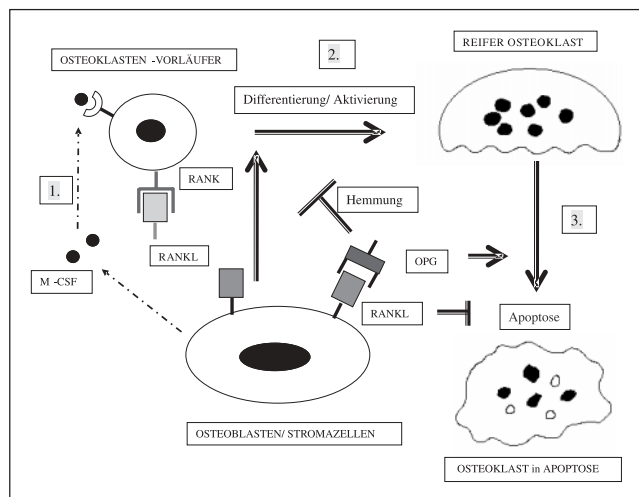 2.
REIFER OSTEOKLAST
OSTEOKLASTEN -VORLÄUFER
Differentierung/ Aktivierung
RANK
1.
Hemmung
3.
RANKL
OPG
M -CSF
RANKL
Apoptose
OSTEOBLASTEN/ STROMAZELLEN
OSTEOKLAST in APOPTOSE